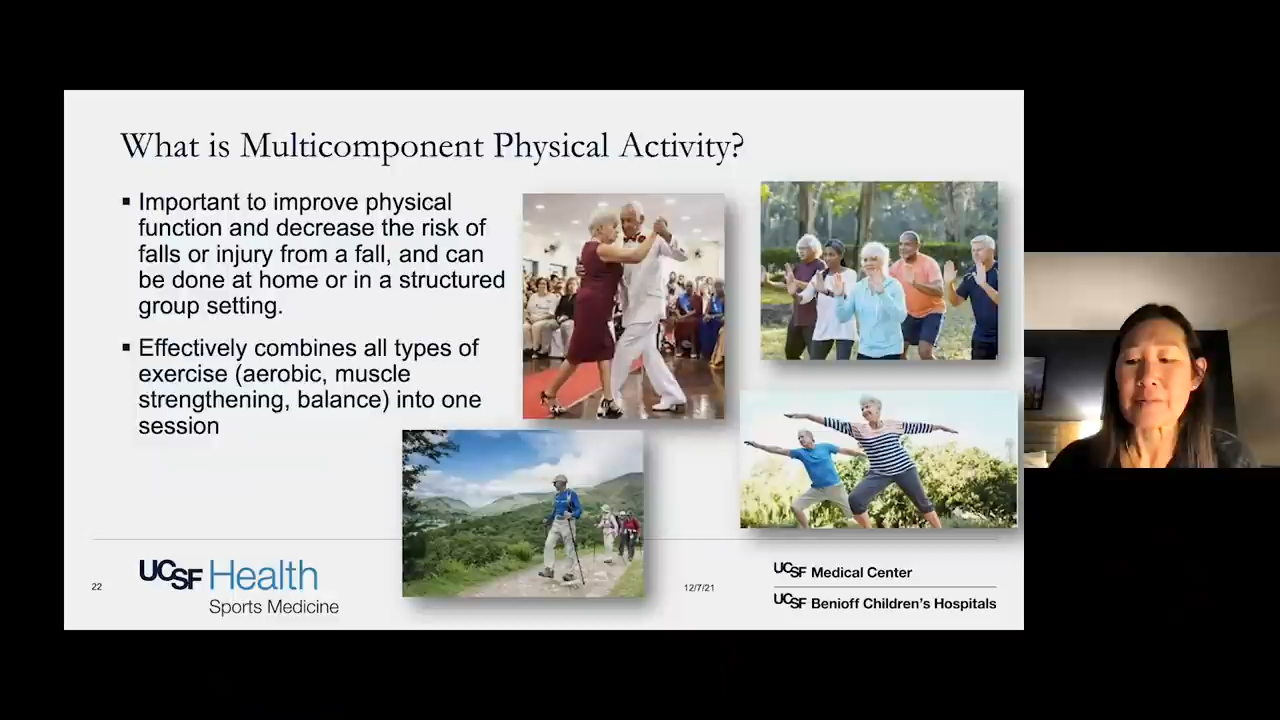 What is Multicomponent Physical Activity?
▪ Important to improve physical
function and decrease the risk of
falls or injury from a fall, and can
be done at home or in a structured
group setting.
▪ Effectively combines all types of
exercise (aerobic, muscle
strengthening, balance) into one
session
22
UCSF Health
Sports Medicine
12/7/21
UCSF Medical Center
UCSF Benioff Children's Hospitals